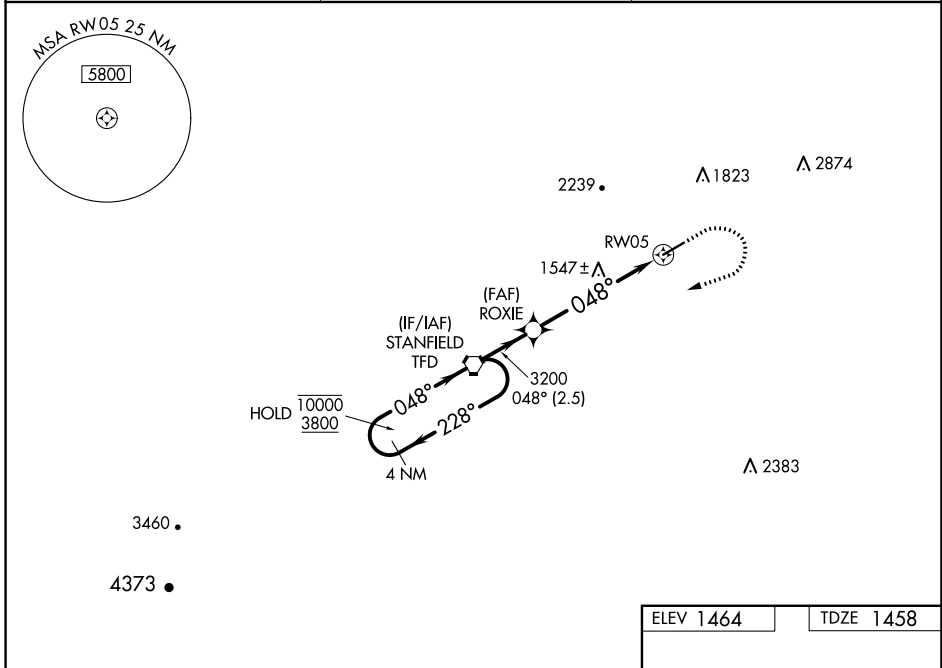 MSA RW05 25 NM
5800
2239
1823
2874
RW05
1547±
048°
(FAF)
ROXIE
(IF/IAF)
STANFIELD
TFD
3200
048° (2.5)
048°
HOLD
10000
3800
228°
4 NM
2383
3460
4373
ELEV 1464
TDZE 1458